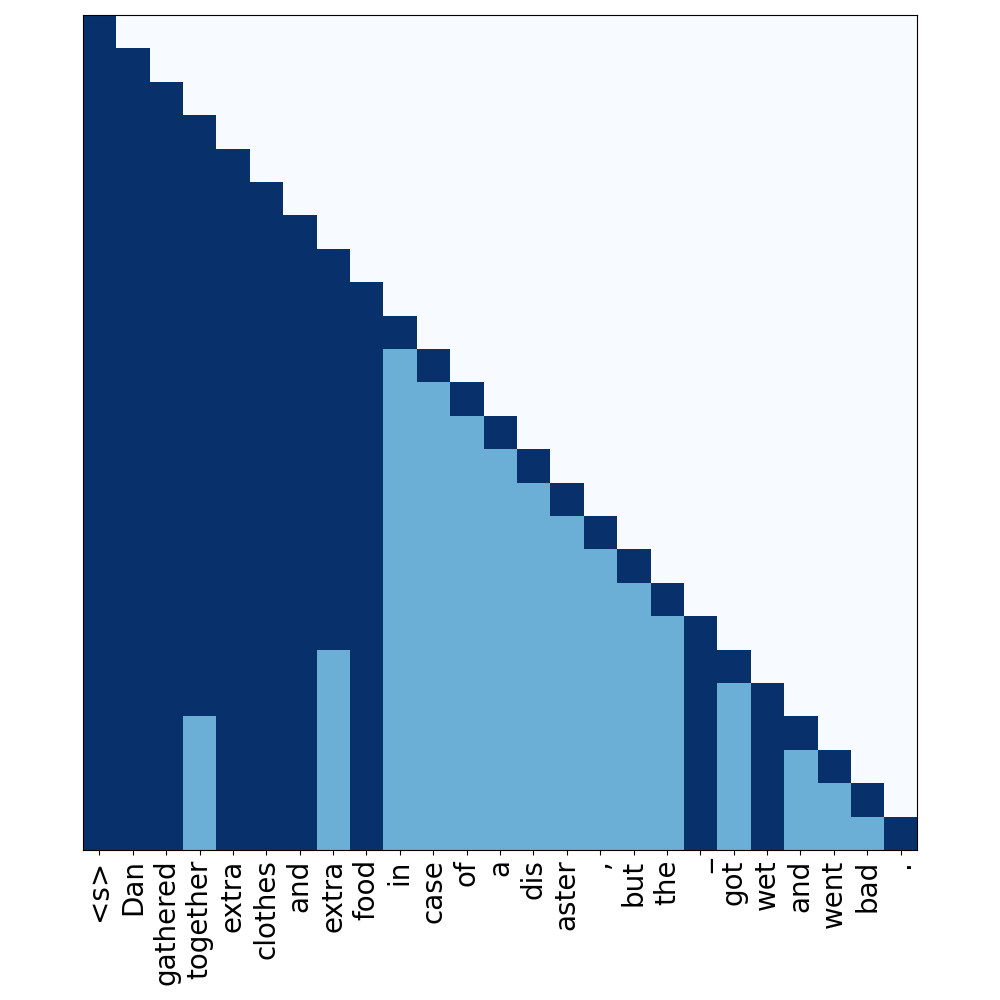 <s> Dan gathered together extra clothes and extra food in case of a dis aster , but the _ got wet and went bad .